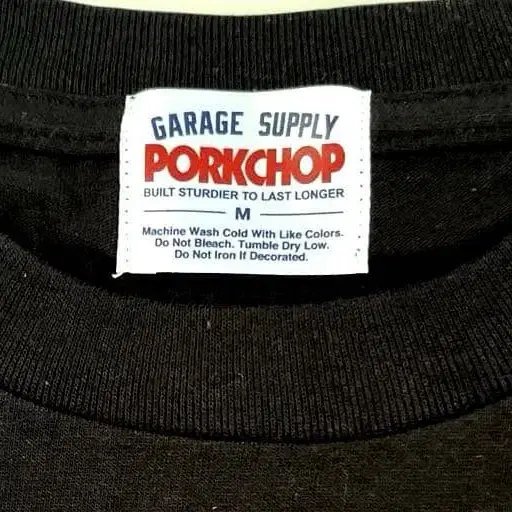 GARAGE SUPPLY
PORKCHOP
BUILT STURDIER TO LAST LONGER
M
Machine Wash Cold With Like Colors.
Do Not Bleach. Tumble Dry Low.
Do Not Iron If Decorated.